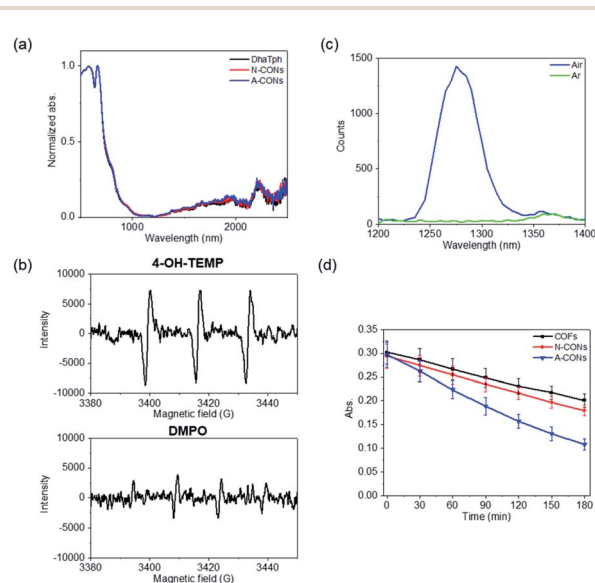 (a)
DhaTph
N-CONs
A-CONs
1.0
0.5
0.0
Normalized abs.
1000
2000
Wavelength (nm)
(c)
Air
Ar
1500
1000
500
0
Counts
1200
1250
1300
1350
1400
Wavelength (nm)
(b)
4-OH-TEMP
10000
5000
0
-5000
-10000
Intensity
3380
3400
3420
3440
Magnetic field (G)
DMPO
10000
5000
0
-5000
-10000
Intensity
3380
3400
3420
3440
Magnetic field (G)
(d)
COFs
N-CONs
A-CONs
0.35
0.30
0.25
0.20
0.15
0.10
0.05
0.00
Abs.
0
30
60
90
120
150
180
Time (min)